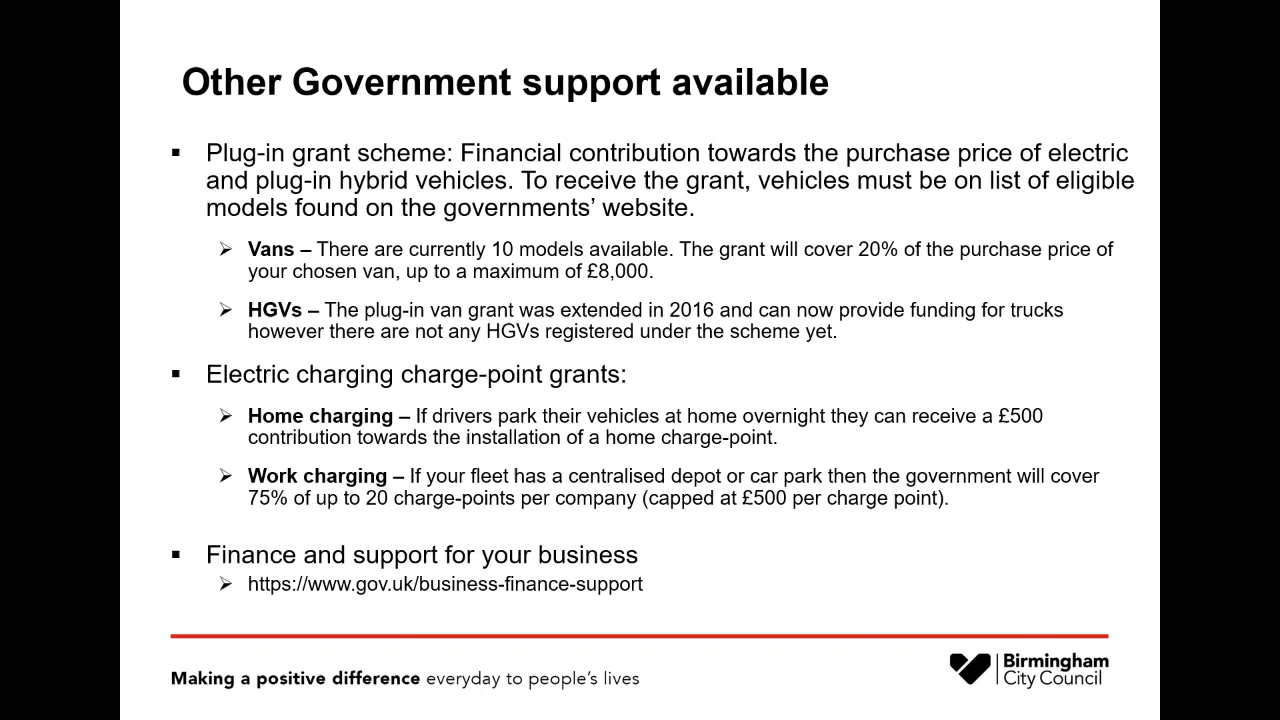 Other Government support available
▪ Plug-in grant scheme: Financial contribution towards the purchase price of electric
and plug-in hybrid vehicles. To receive the grant, vehicles must be on list of eligible
models found on the governments’ website.
➢ Vans – There are currently 10 models available. The grant will cover 20% of the purchase price of
your chosen van, up to a maximum of £8,000.
➢ HGVs – The plug-in van grant was extended in 2016 and can now provide funding for trucks
however there are not any HGVs registered under the scheme yet.
▪ Electric charging charge-point grants:
➢ Home charging – If drivers park their vehicles at home overnight they can receive a £500
contribution towards the installation of a home charge-point.
➢ Work charging – If your fleet has a centralised depot or car park then the government will cover
75% of up to 20 charge-points per company (capped at £500 per charge point).
▪ Finance and support for your business
➢ https://www.gov.uk/business-finance-support
Making a positive difference everyday to people’s lives
Birmingham
City Council